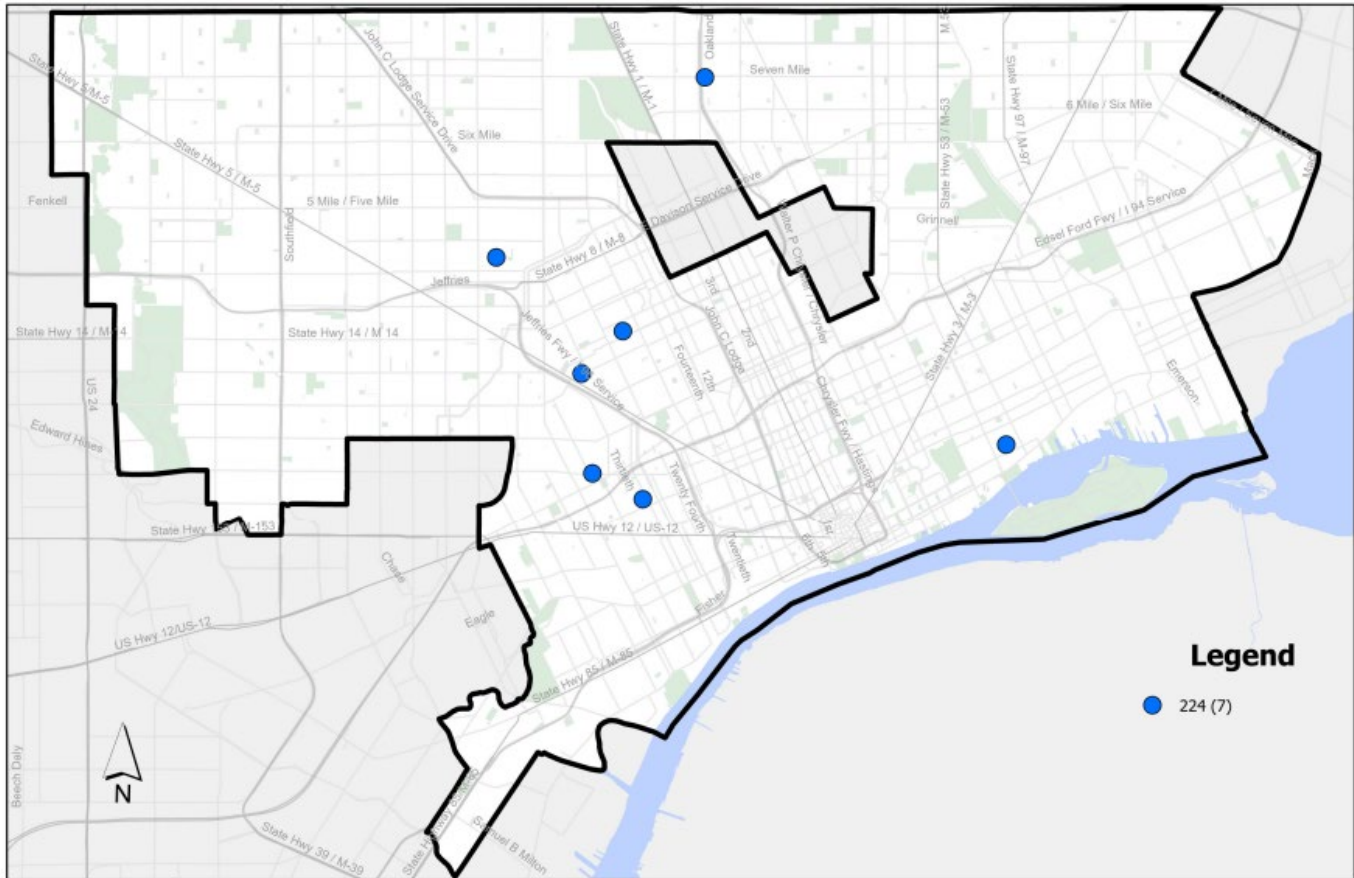 John C Lodge Service Drive
State Hwy 1 / M-1
Oakland
M 53
State Hwy 5/M-5
Seven Mile
State Hwy 97 / M-97
6 Mile / Six Mile
Six Mile
State Hwy 5 / M-5
State Hwy 53 / M-53
Fenkell
5 Mile / Five Mile
Davison Service Drive
Southfield
Walter P Chrysler / Chrysler
Grinnell
Edsel Ford Fwy / I 94 Service
State Hwy 8 / M-8
Jeffries
3rd
State Hwy 14 / M-14
State Hwy 14 / M 14
John C Lodge
2nd
State Hwy 3 / M-3
Fourteenth
12th
Emerson
US 24
Chrysler Fwy / Hastings
Edward Hines
Thirtieth
Twenty Fourth
State Hwy 153 / M-153
US Hwy 12 / US-12
1st
Twentieth
Chase
Fisher
Eagle
US Hwy 12/US-12
State Hwy 85 / M-85
Legend
224 (7)
Beech Daly
N
Samuel B Milton
State Hwy 39 / M-39